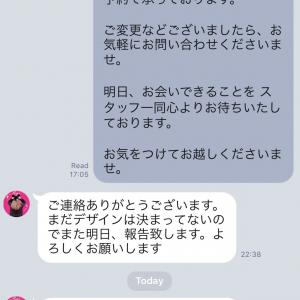 予約で承っております。
ご変更などございましたら、お
気軽にお問い合わせくださいま
せ。
明日、お会いできることを ス
タッフ一同心よりお待ちいたし
ております。
お気をつけてお越しくださいま
せ。
Read
17:05
ご連絡ありがとうございます。
まだデザインは決まってないの
でまた明日、報告致します。よ
ろしくお願いします
22:38
Today